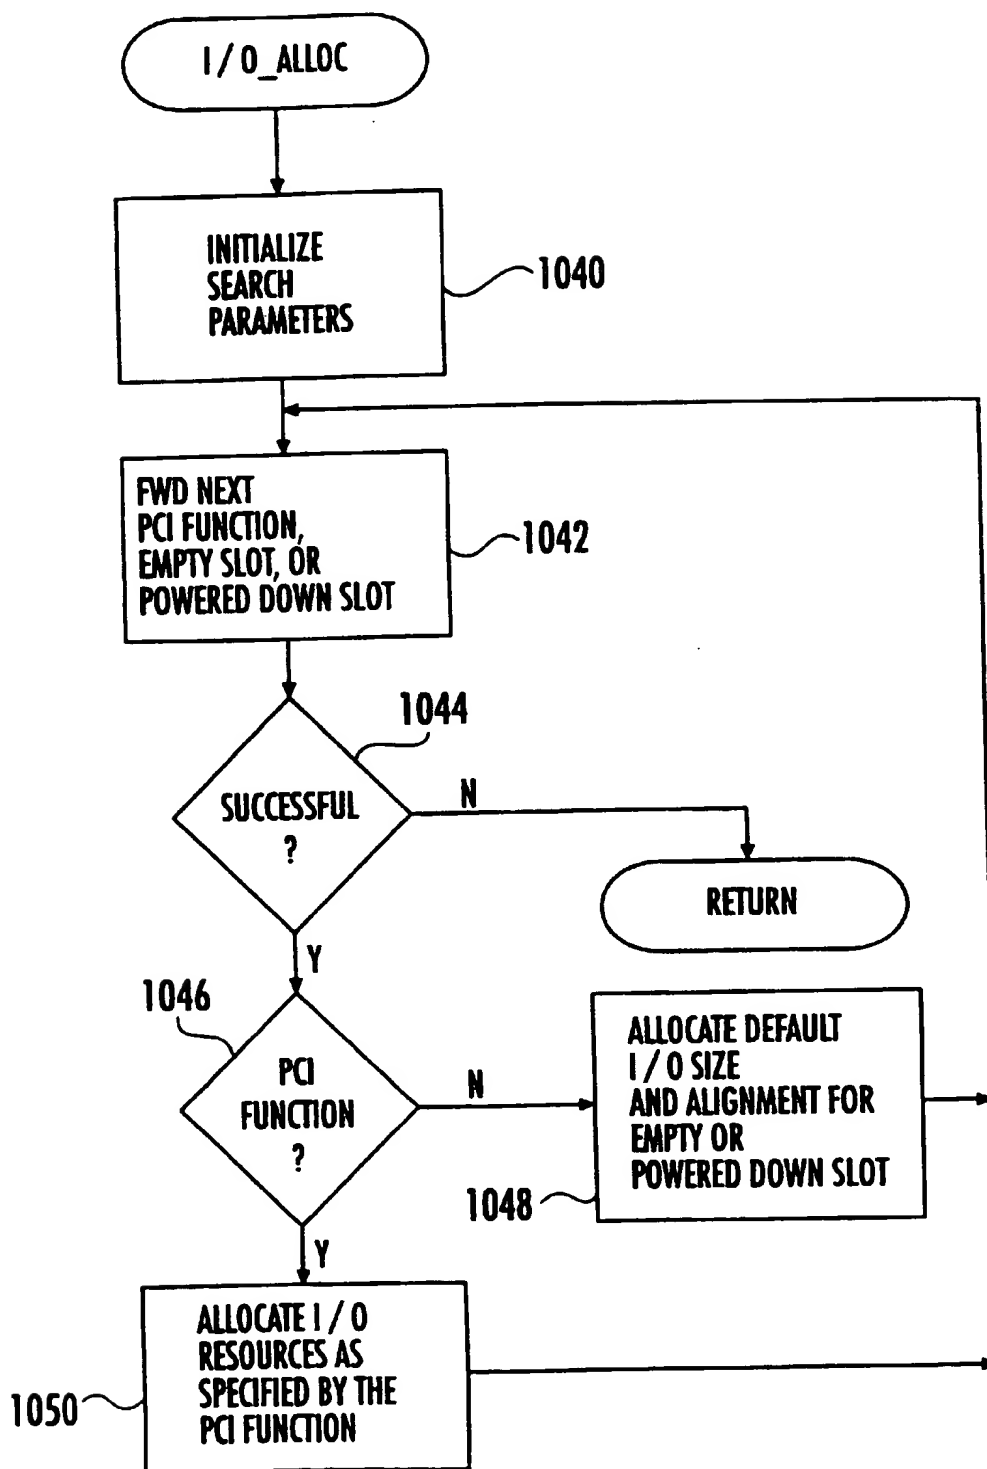 I / O_ALLOC
INITIALIZE
SEARCH
PARAMETERS
1040
FWD NEXT
PCI FUNCTION,
EMPTY SLOT, OR
POWERED DOWN SLOT
1042
1044
SUCCESSFUL
?
N
RETURN
Y
1046
PCI
FUNCTION
?
N
ALLOCATE DEFAULT
I / O SIZE
AND ALIGNMENT FOR
EMPTY OR
POWERED DOWN SLOT
1048
Y
ALLOCATE I / O
RESOURCES AS
SPECIFIED BY THE
PCI FUNCTION
1050